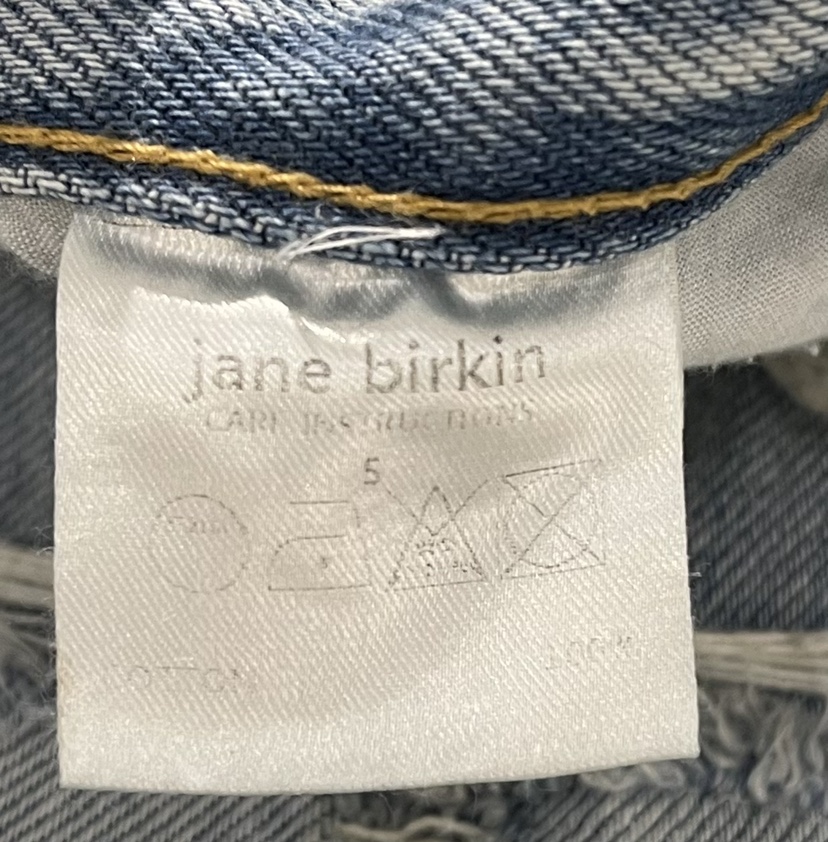 jane birkin
CARE INSTRUCTIONS
5
COTTON 100%